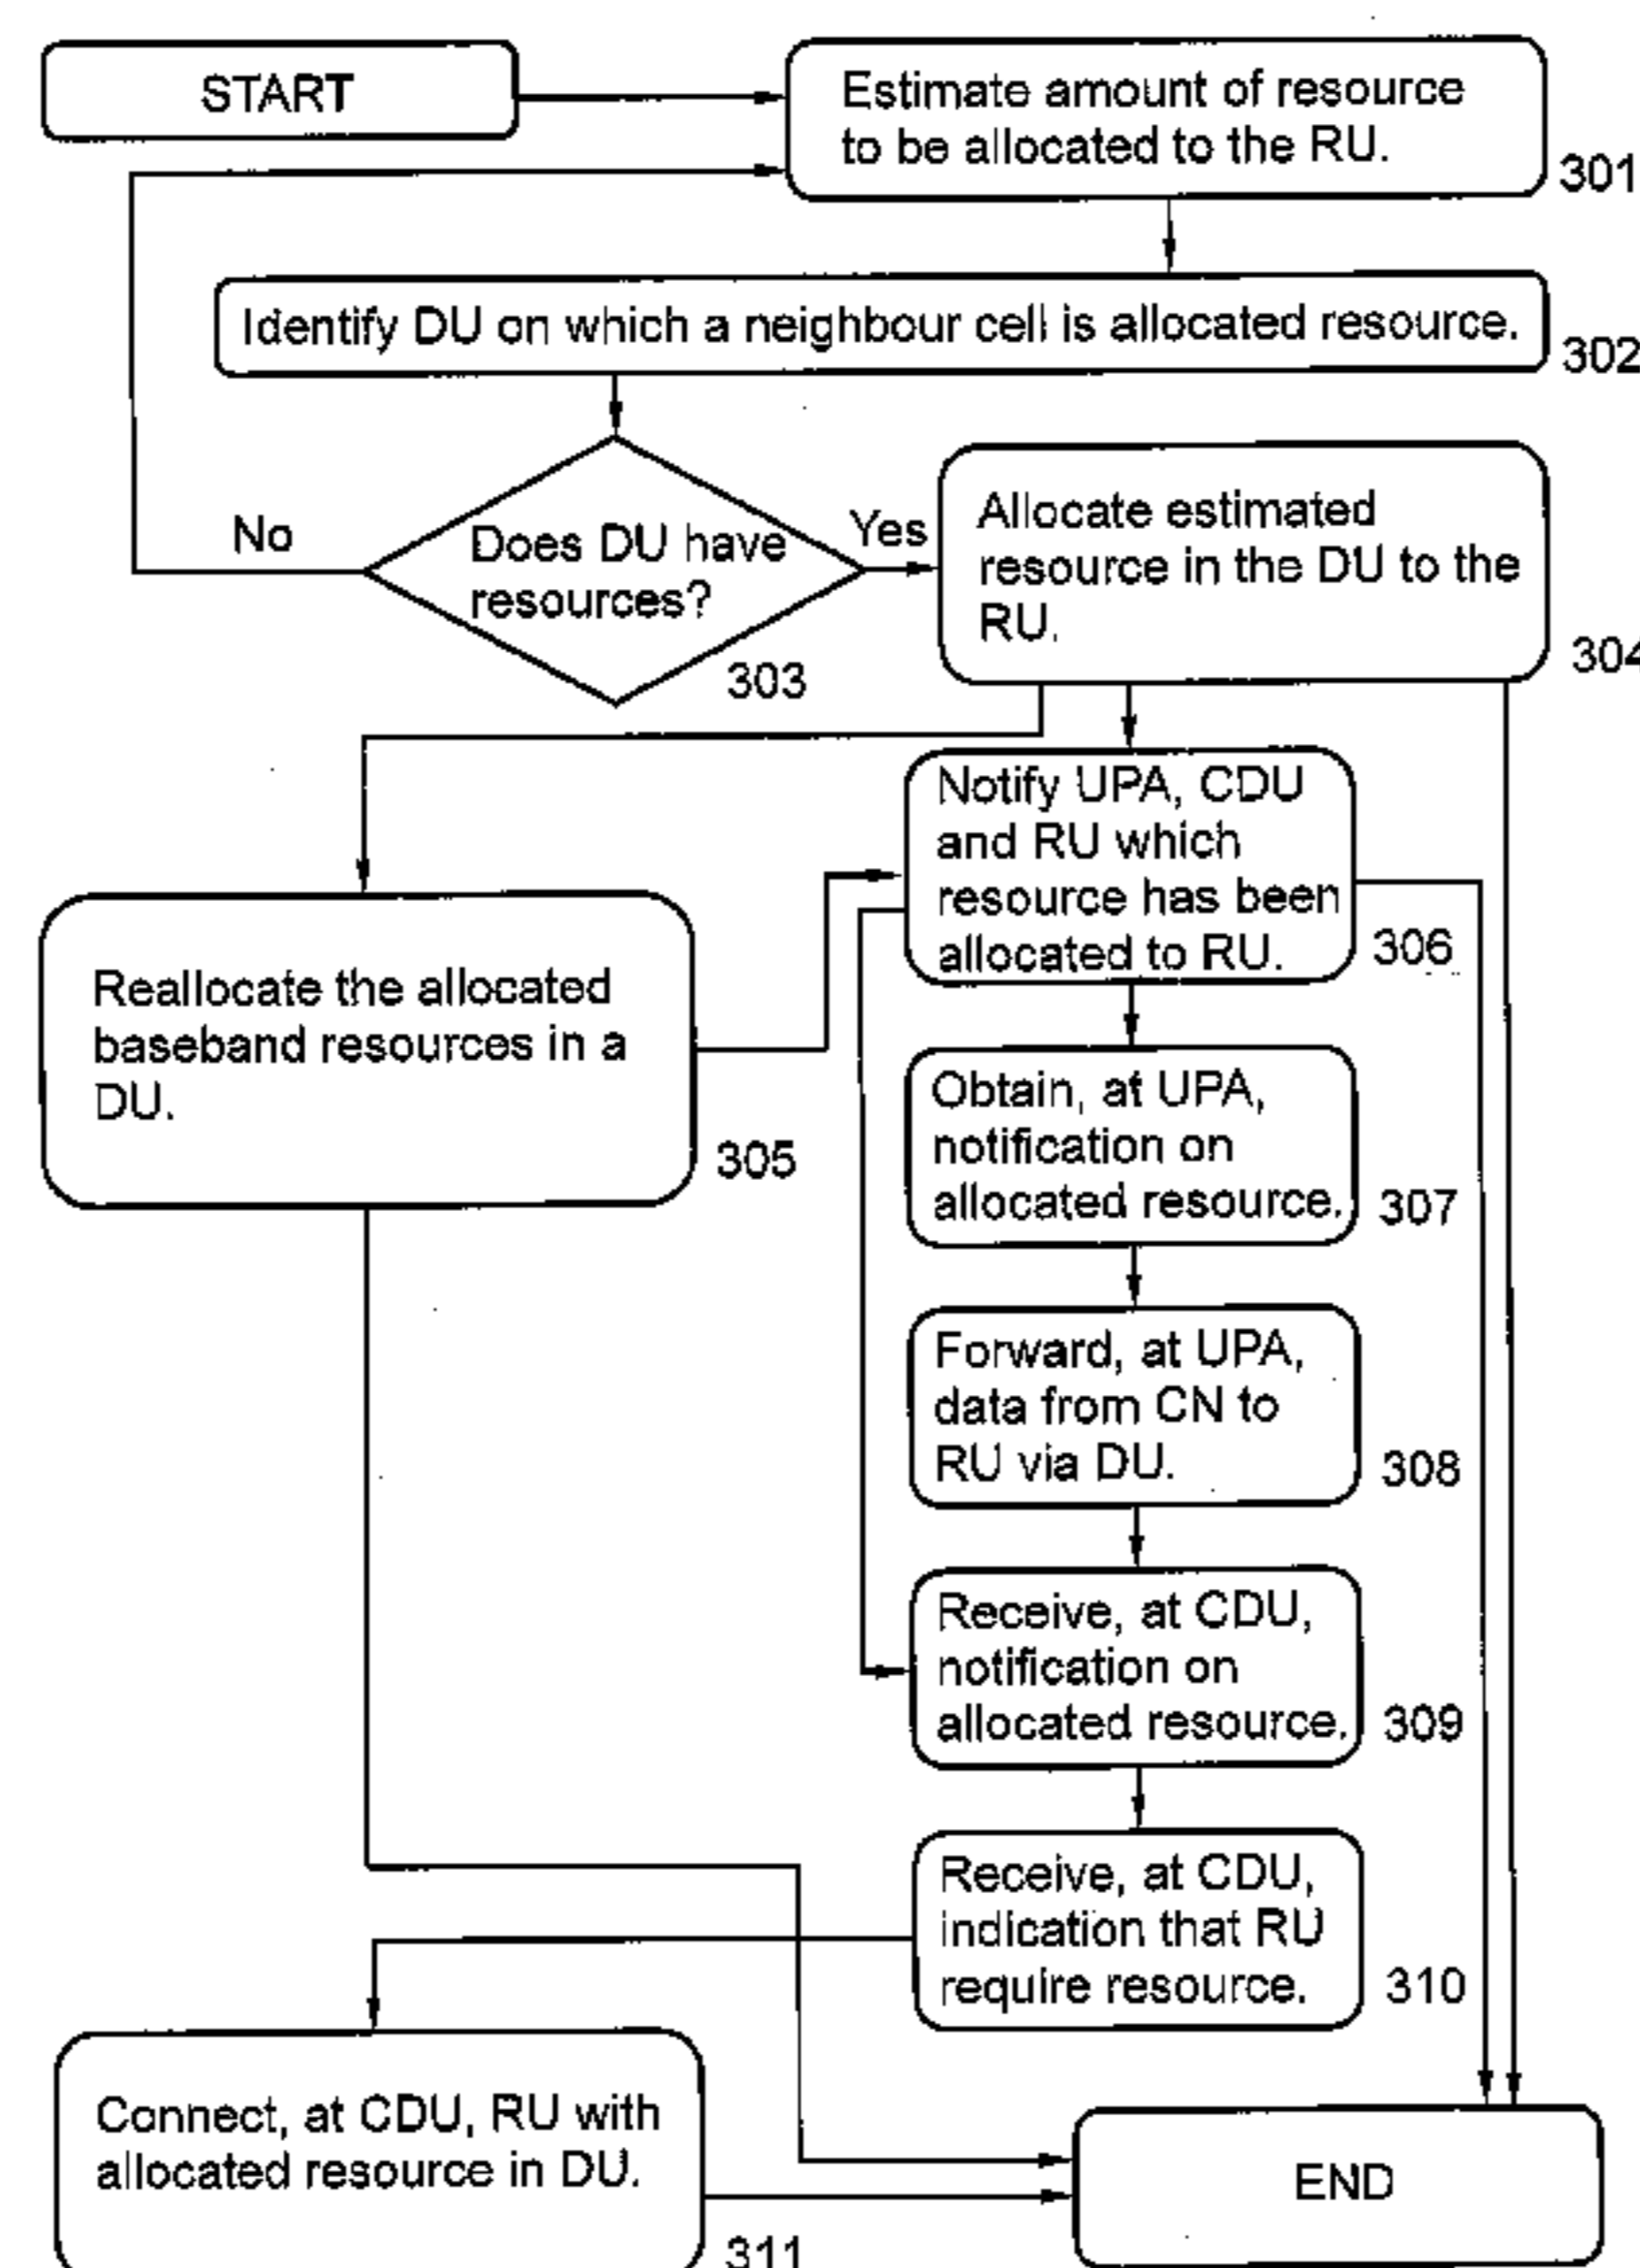 START
Estimate amount of resource
to be allocated to the RU.
301
Identify DU on which a neighbour cell is allocated resource.
302
No
Does DU have
resources?
303
Yes
Allocate estimated
resource in the DU to the
RU.
304
Notify UPA, CDU
and RU which
resource has been
allocated to RU.
306
Reallocate the allocated
baseband resources in a
DU.
305
Obtain, at UPA,
notification on
allocated resource.
307
Forward, at UPA,
data from CN to
RU via DU.
308
Receive, at CDU,
notification on
allocated resource.
309
Receive, at CDU,
indication that RU
require resource.
310
Connect, at CDU, RU with
allocated resource in DU.
311
END